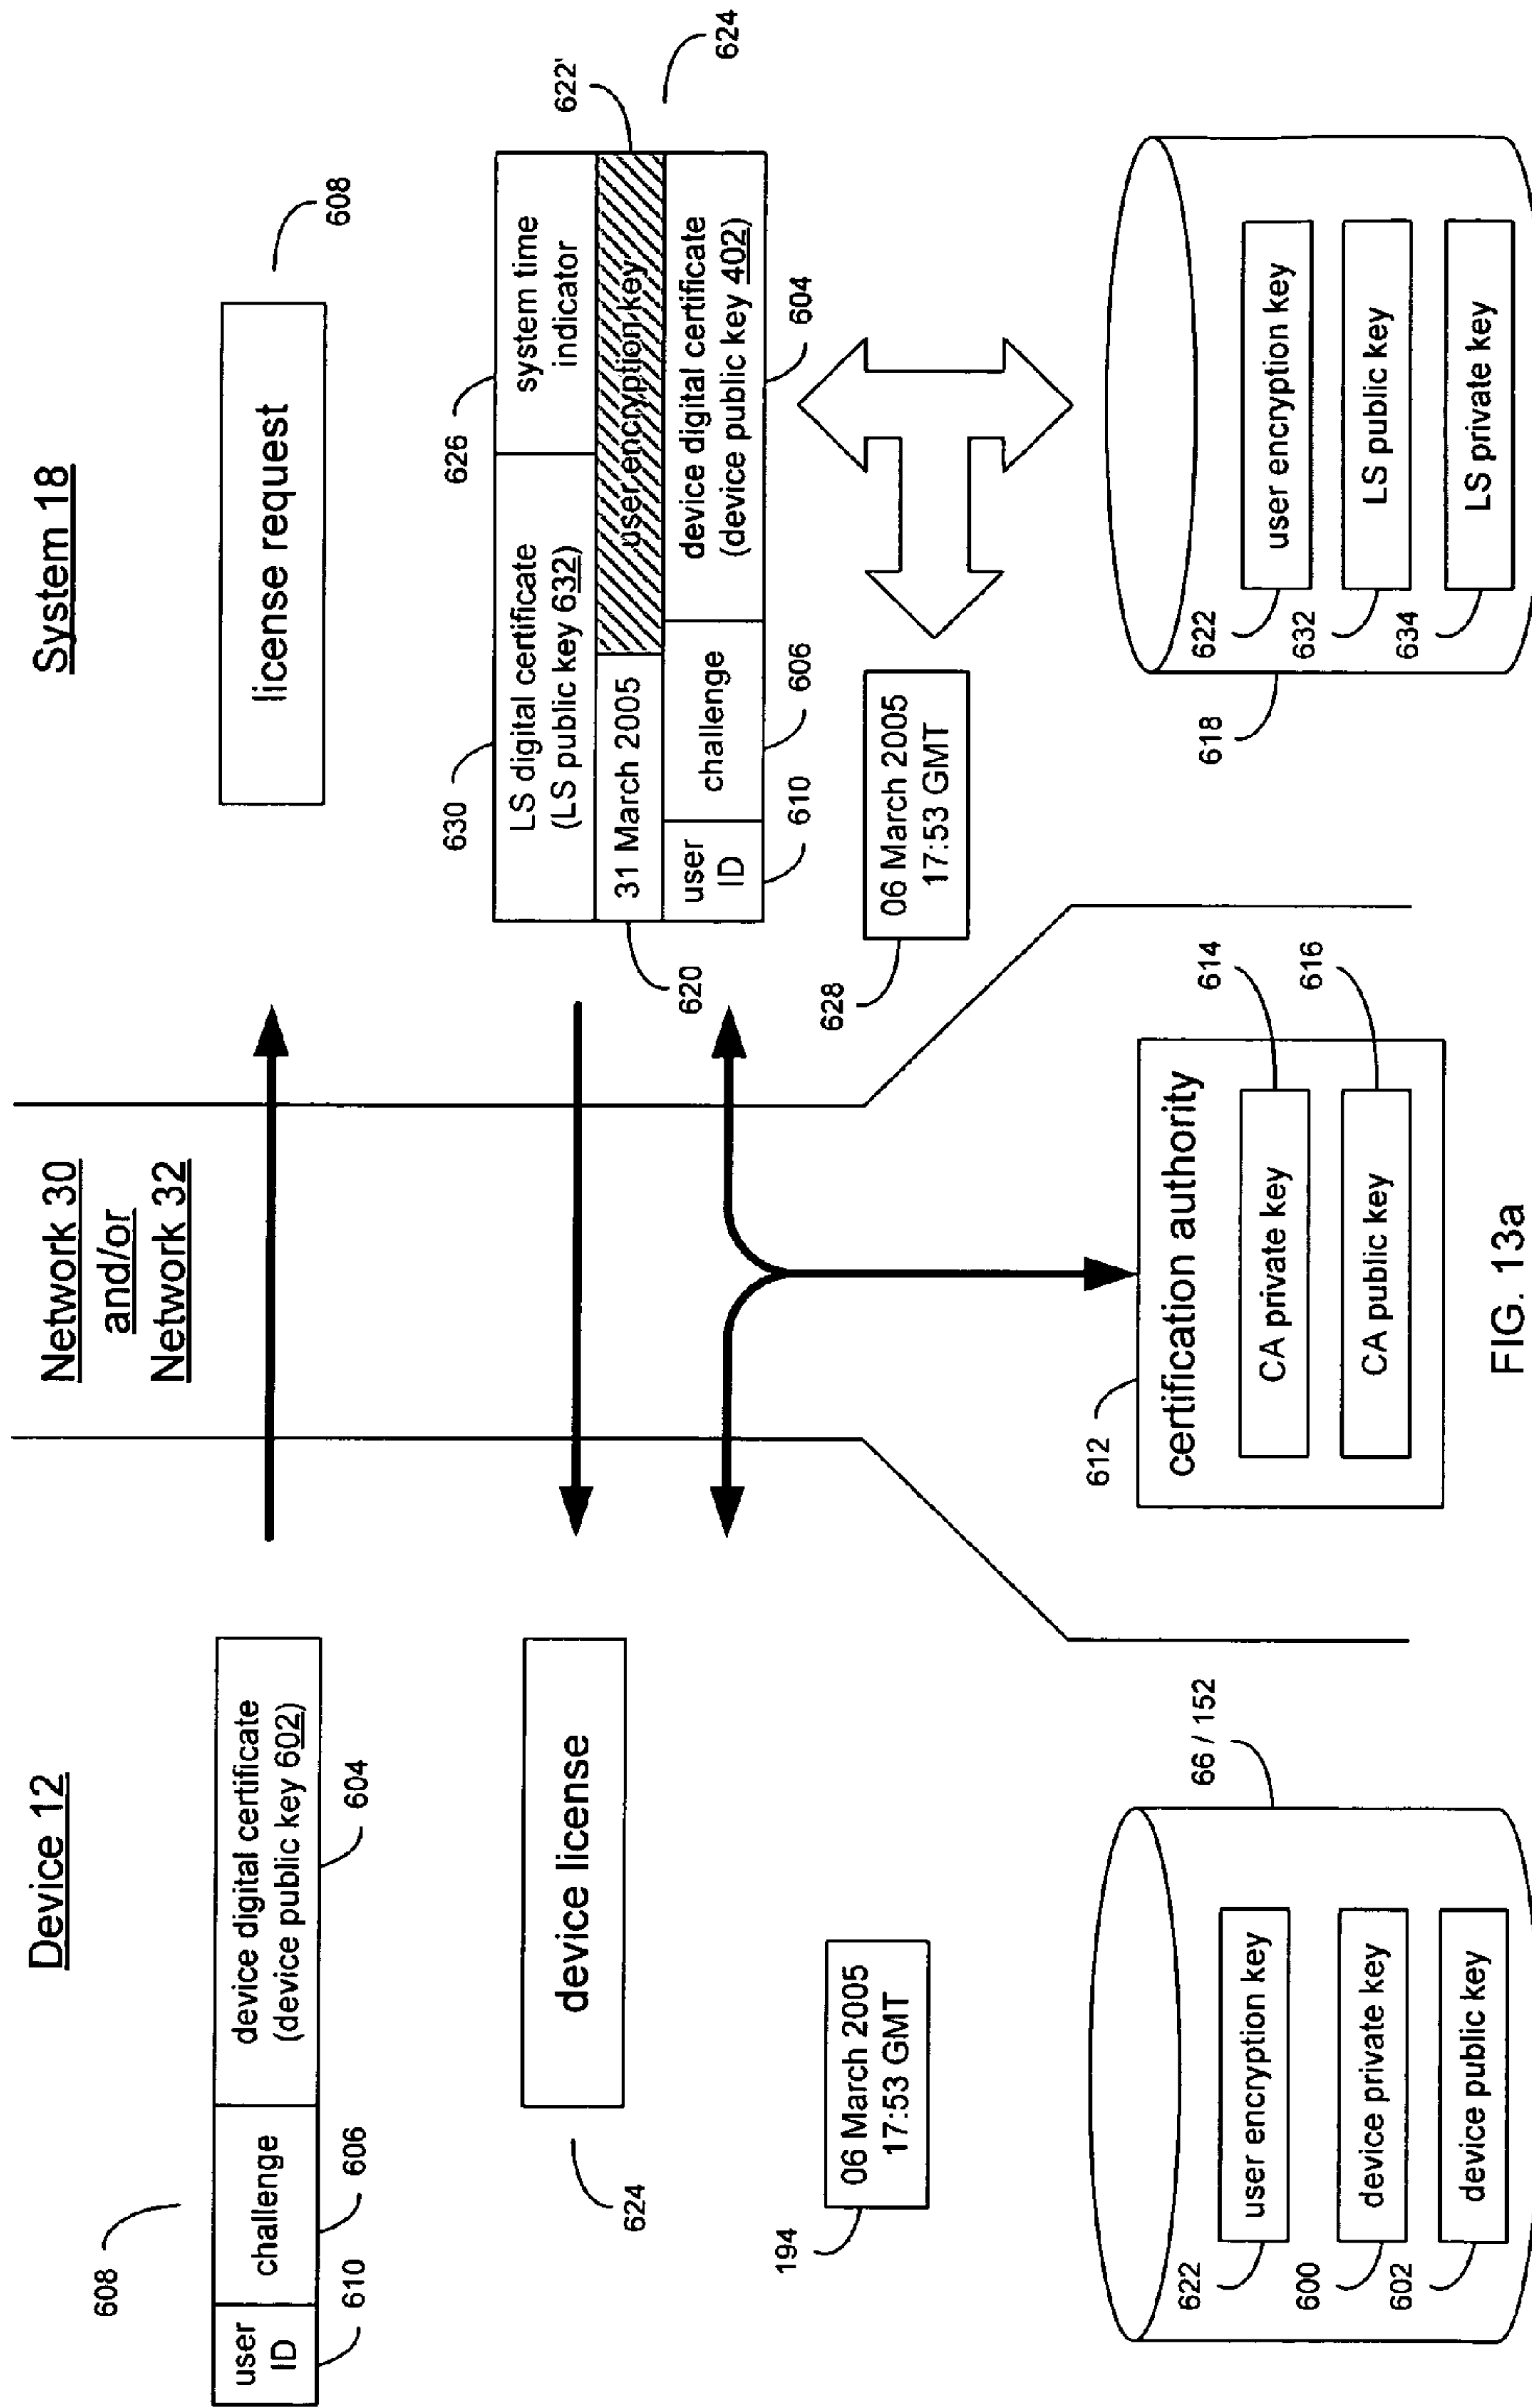 Device 12
Network 30
and/or
Network 32
System 18
608
user
ID
challenge
device digital certificate
(device public key 602)
610
606
604
license request
608
device license
624
630
626
LS digital certificate
(LS public key 632)
system time
indicator
622'
31 March 2005
user encryption key
620
624
user
ID
challenge
device digital certificate
(device public key 402)
610
606
604
194
06 March 2005
17:53 GMT
628
06 March 2005
17:53 GMT
66 / 152
622
user encryption key
600
device private key
602
device public key
612
certification authority
CA private key
614
CA public key
616
618
622
user encryption key
632
LS public key
634
LS private key
FIG. 13a